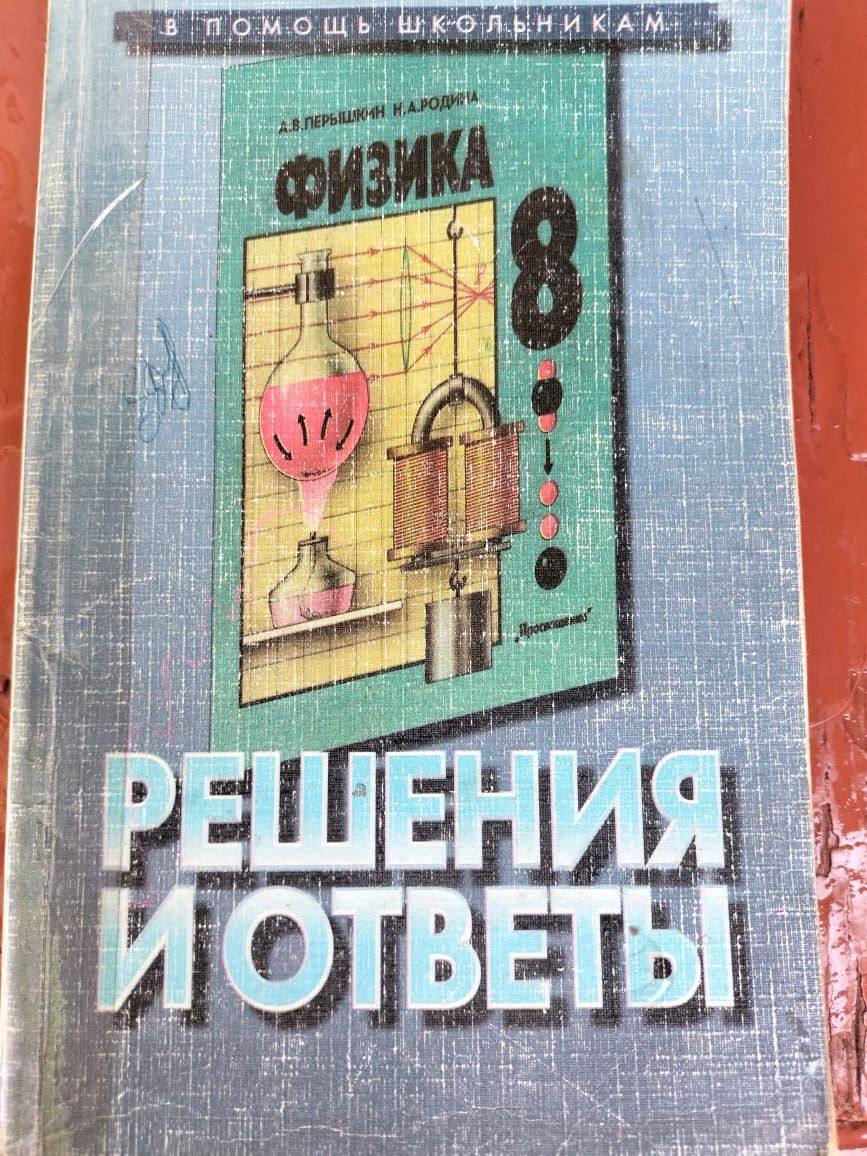 В ПОМОЩЬ ШКОЛЬНИКАМ
А.В.ПЕРЫШКИН Н.А.РОДИНА
ФИЗИКА
8
„Просвещение“
РЕШЕНИЯ
И ОТВЕТЫ